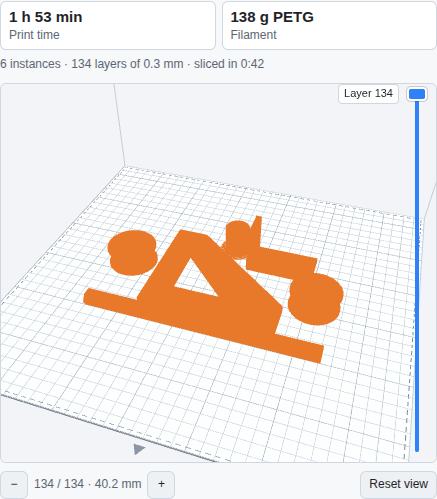 1 h 53 min
Print time
138 g PETG
Filament
6 instances · 134 layers of 0.3 mm · sliced in 0:42
Layer 134
−
134 / 134 · 40.2 mm
+
Reset view